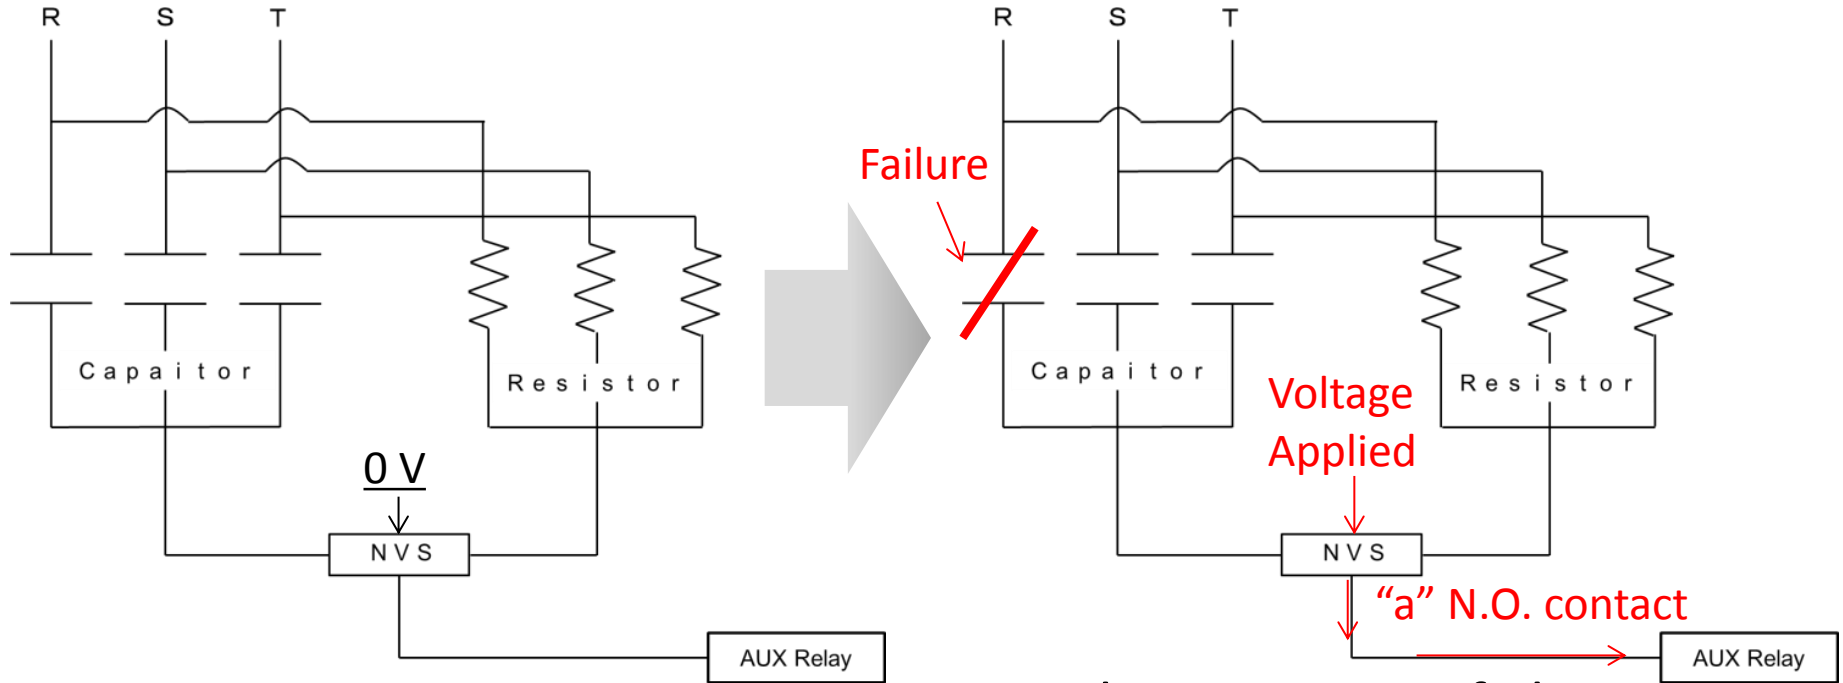 R S T
Capaitor
Resistor
0 V
NVS
AUX Relay
R S T
Failure
Capaitor
Resistor
Voltage
Applied
NVS
“a” N.O. contact
AUX Relay